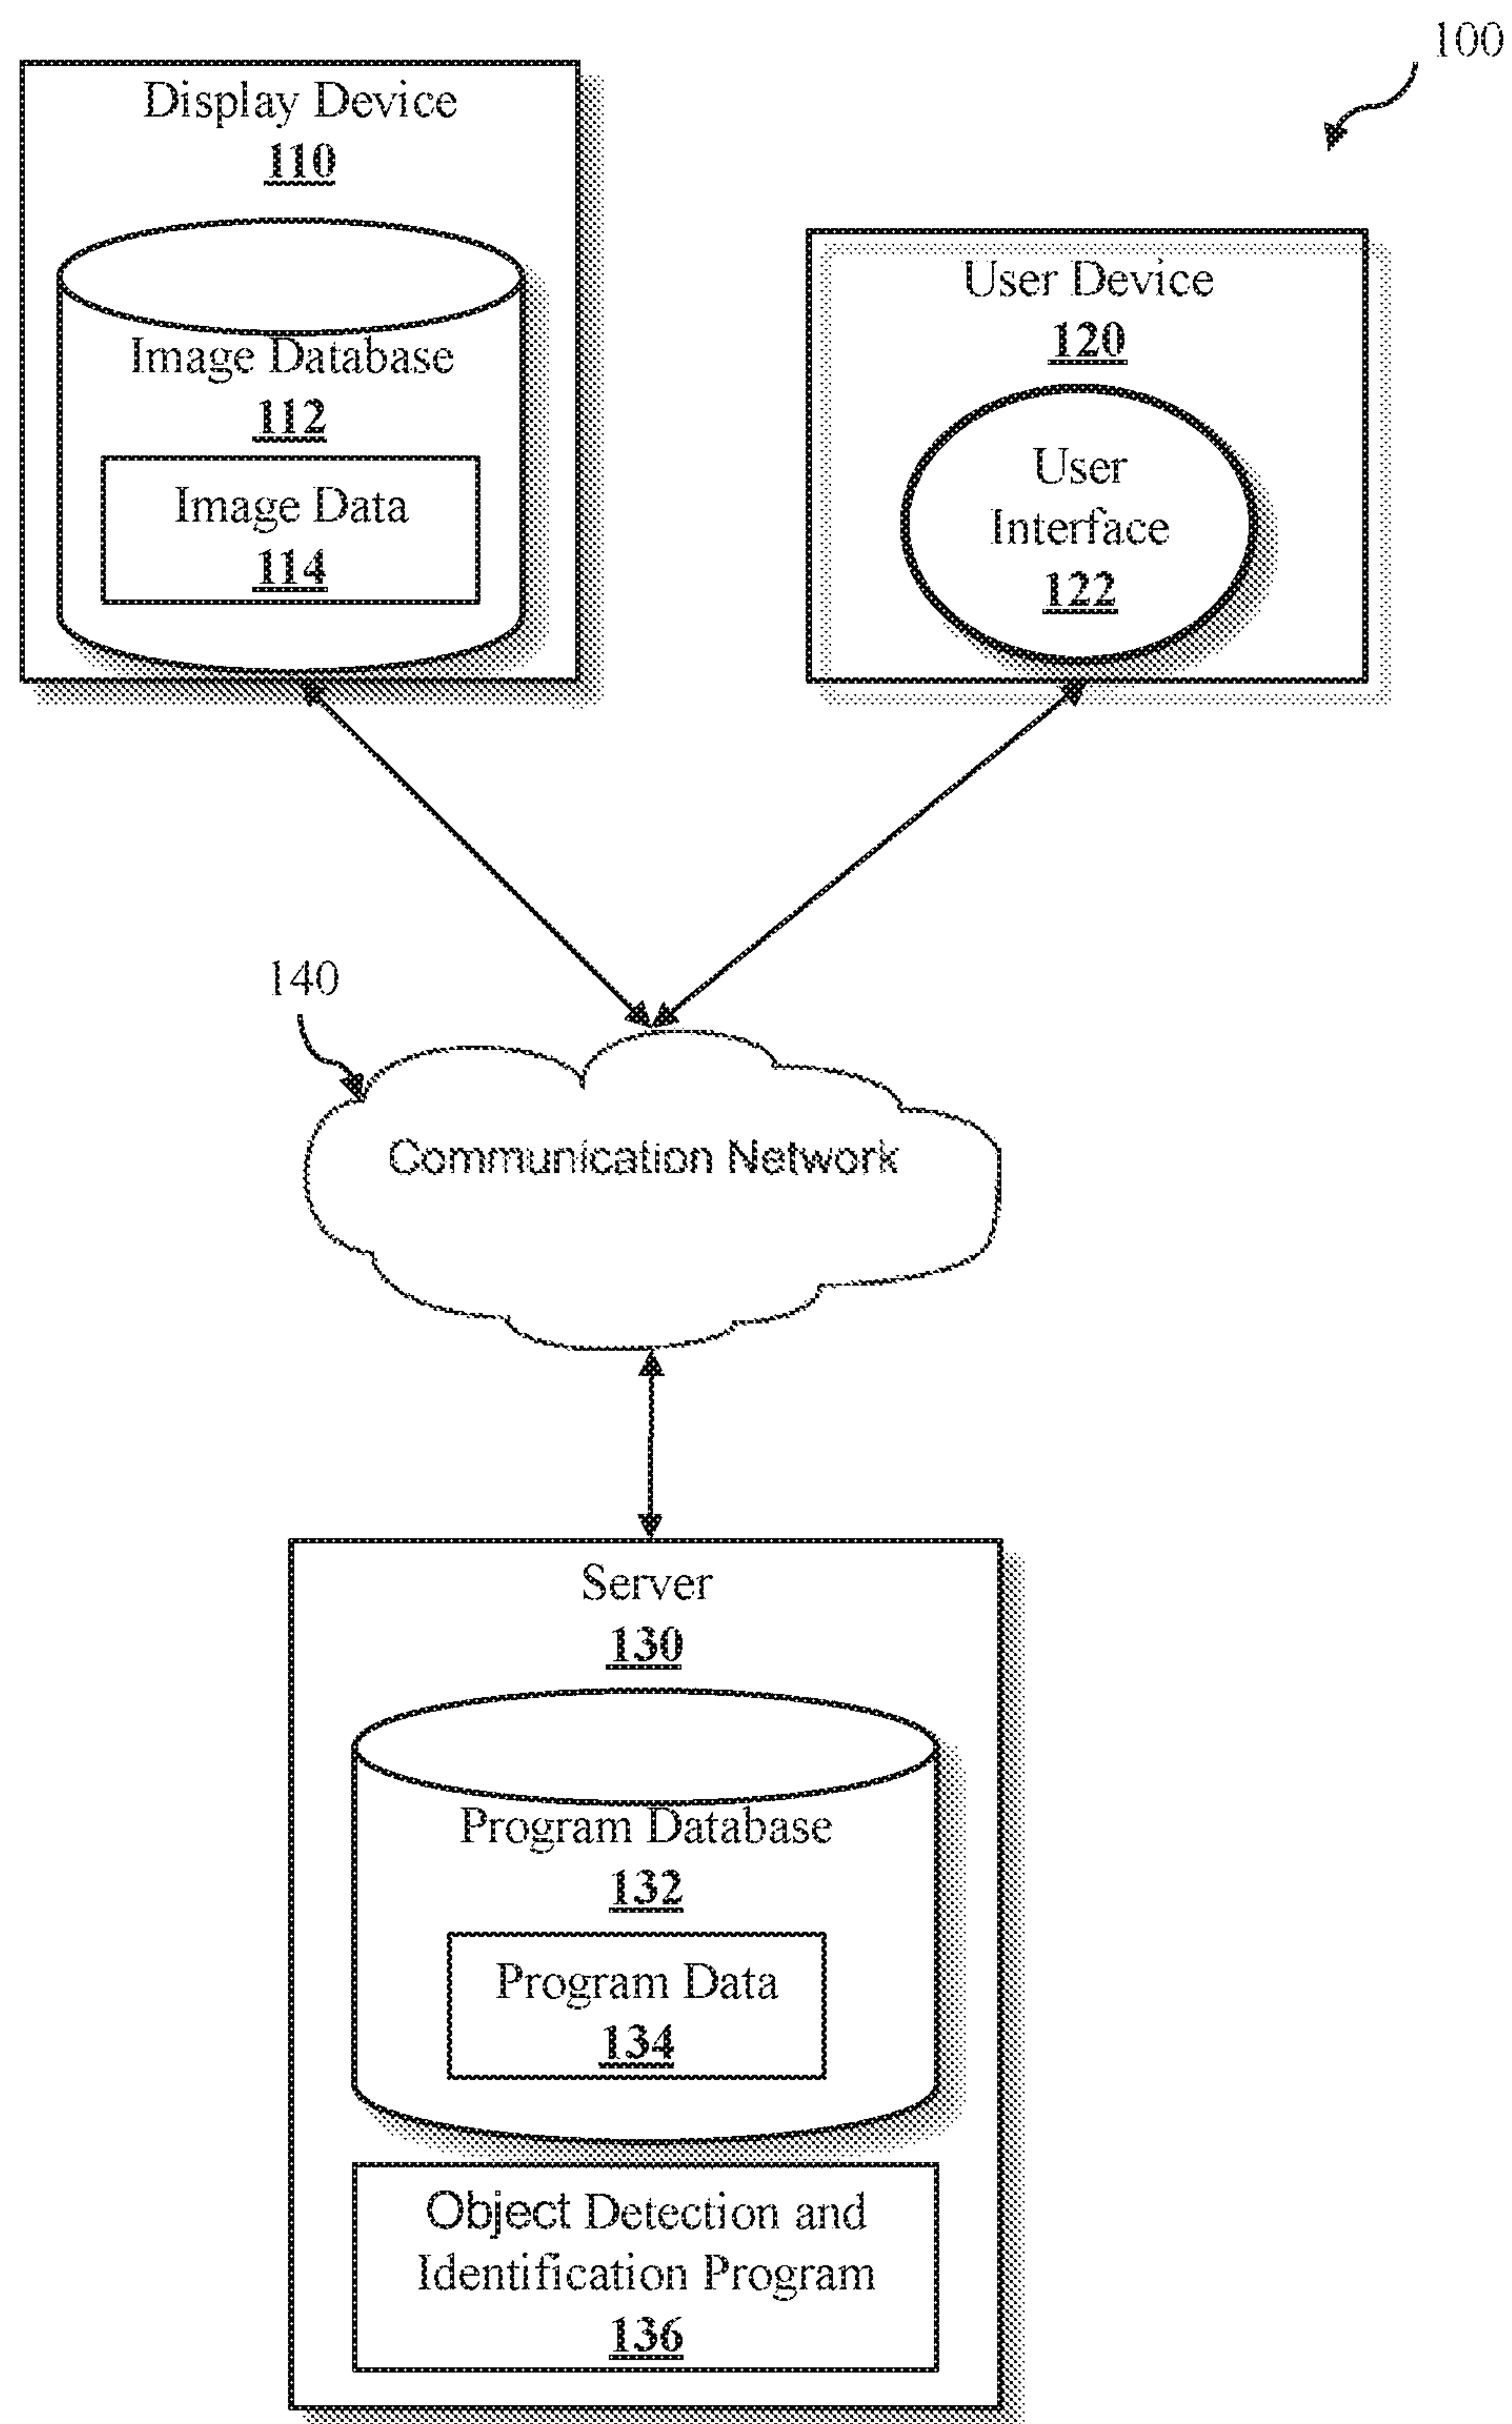 100
Display Device
110
Image Database
112
Image Data
114
User Device
120
User
Interface
122
140
Communication Network
Server
130
Program Database
132
Program Data
134
Object Detection and
Identification Program
136